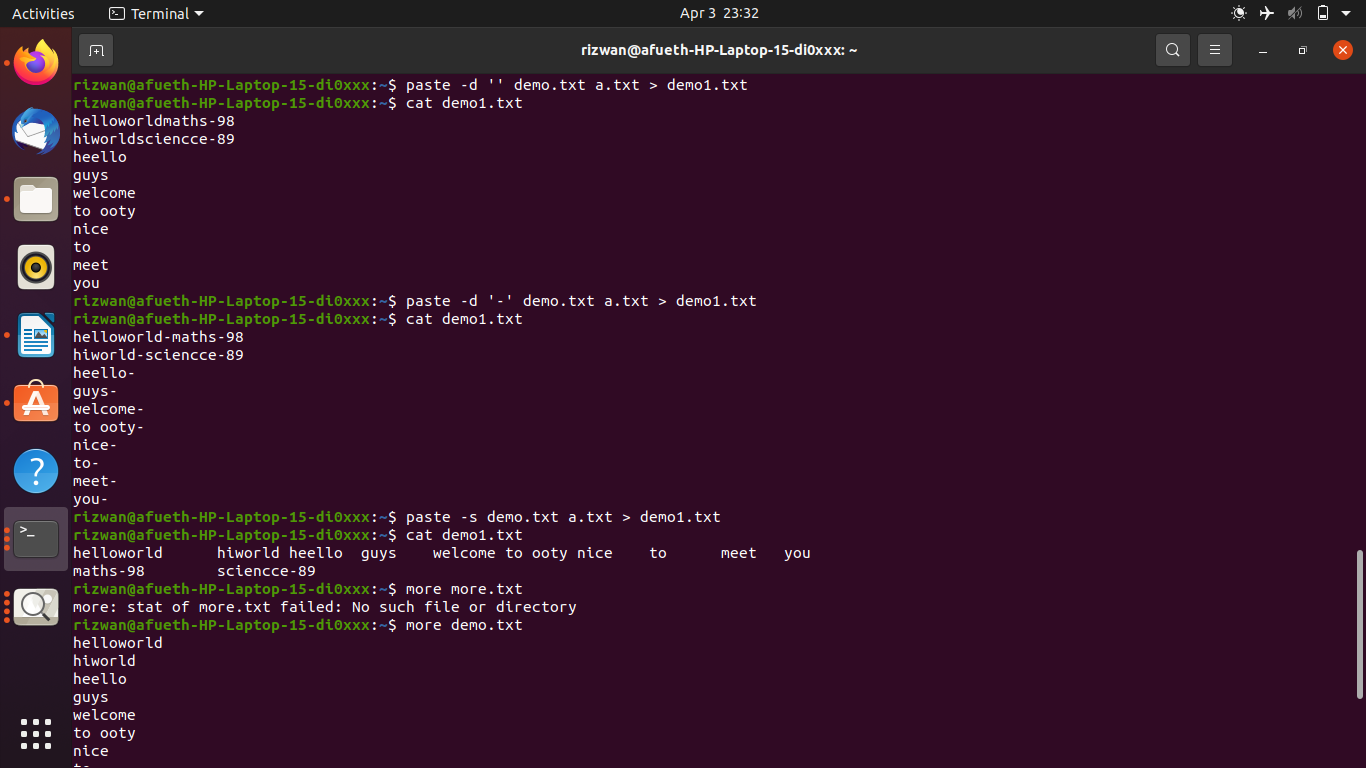 Activities Terminal Apr 3 23:32
rizwan@afueth-HP-Laptop-15-di0xxx: ~
rizwan@afueth-HP-Laptop-15-di0xxx:~$ paste -d '' demo.txt a.txt > demo1.txt
rizwan@afueth-HP-Laptop-15-di0xxx:~$ cat demo1.txt
helloworldmaths-98
hiworldsciencce-89
heello
guys
welcome
to ooty
nice
to
meet
you
rizwan@afueth-HP-Laptop-15-di0xxx:~$ paste -d '-' demo.txt a.txt > demo1.txt
rizwan@afueth-HP-Laptop-15-di0xxx:~$ cat demo1.txt
helloworld-maths-98
hiworld-sciencce-89
heello-
guys-
welcome-
to ooty-
nice-
to-
meet-
you-
rizwan@afueth-HP-Laptop-15-di0xxx:~$ paste -s demo.txt a.txt > demo1.txt
rizwan@afueth-HP-Laptop-15-di0xxx:~$ cat demo1.txt
helloworld      hiworld heello  guys    welcome to ooty nice    to      meet   you
maths-98        sciencce-89
rizwan@afueth-HP-Laptop-15-di0xxx:~$ more more.txt
more: stat of more.txt failed: No such file or directory
rizwan@afueth-HP-Laptop-15-di0xxx:~$ more demo.txt
helloworld
hiworld
heello
guys
welcome
to ooty
nice